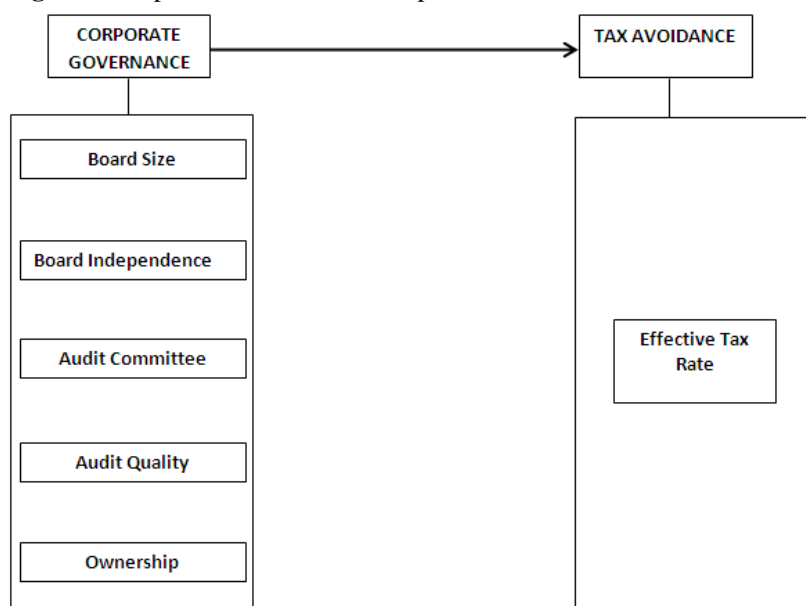 CORPORATE
GOVERNANCE
TAX AVOIDANCE
Board Size
Board Independence
Audit Committee
Audit Quality
Ownership
Effective Tax
Rate